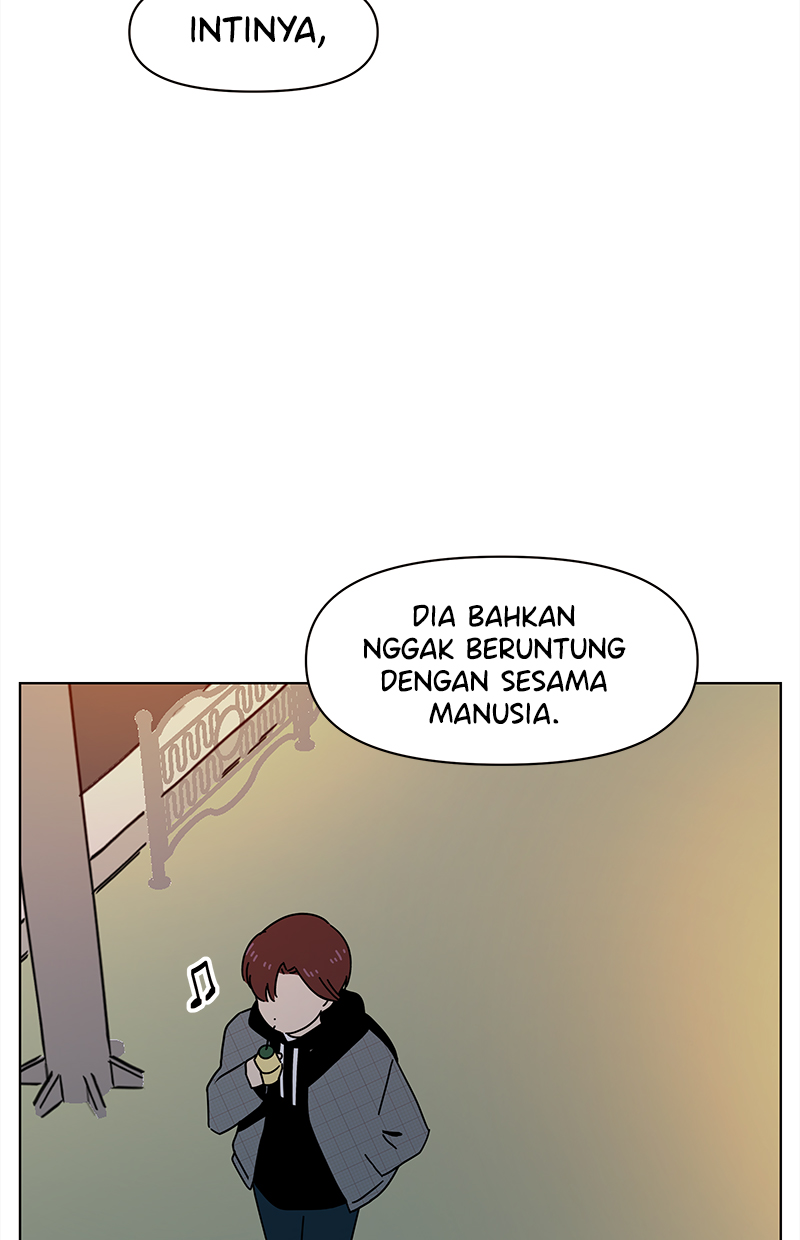 INTINYA,
DIA BAHKAN
NGGAK BERUNTUNG
DENGAN SESAMA
MANUSIA.